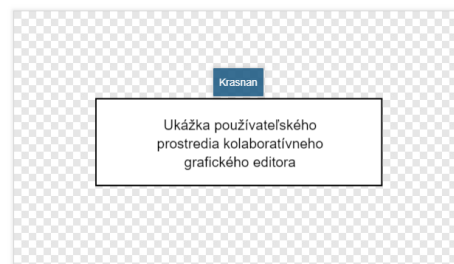 Krasnan
Ukážka používateľského
prostredia kolaboratívneho
grafického editora